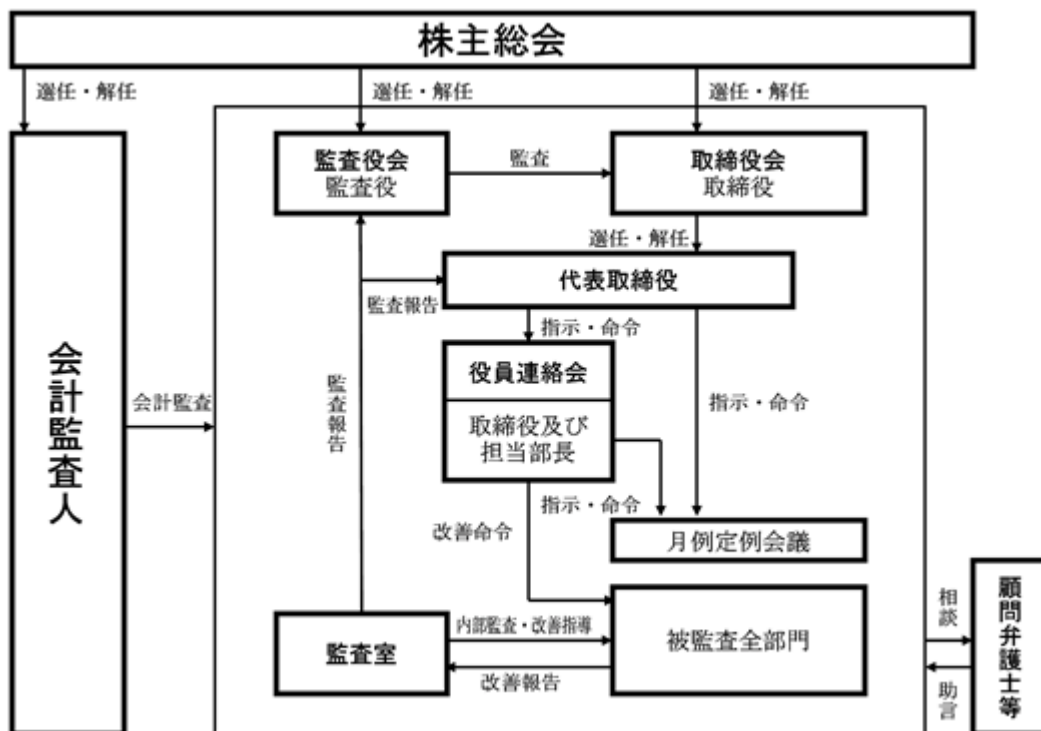 株主総会
選任・解任
選任・解任
選任・解任
監査役会
監査役
監査
取締役会
取締役
選任・解任
代表取締役
監査報告
指示・命令
役員連絡会
取締役及び
担当部長
指示・命令
監査報告
会計監査人
会計監査
指示・命令
改善命令
月例定例会議
監査室
内部監査・改善指導
改善報告
被監査全部門
相談
助言
顧問弁護士等